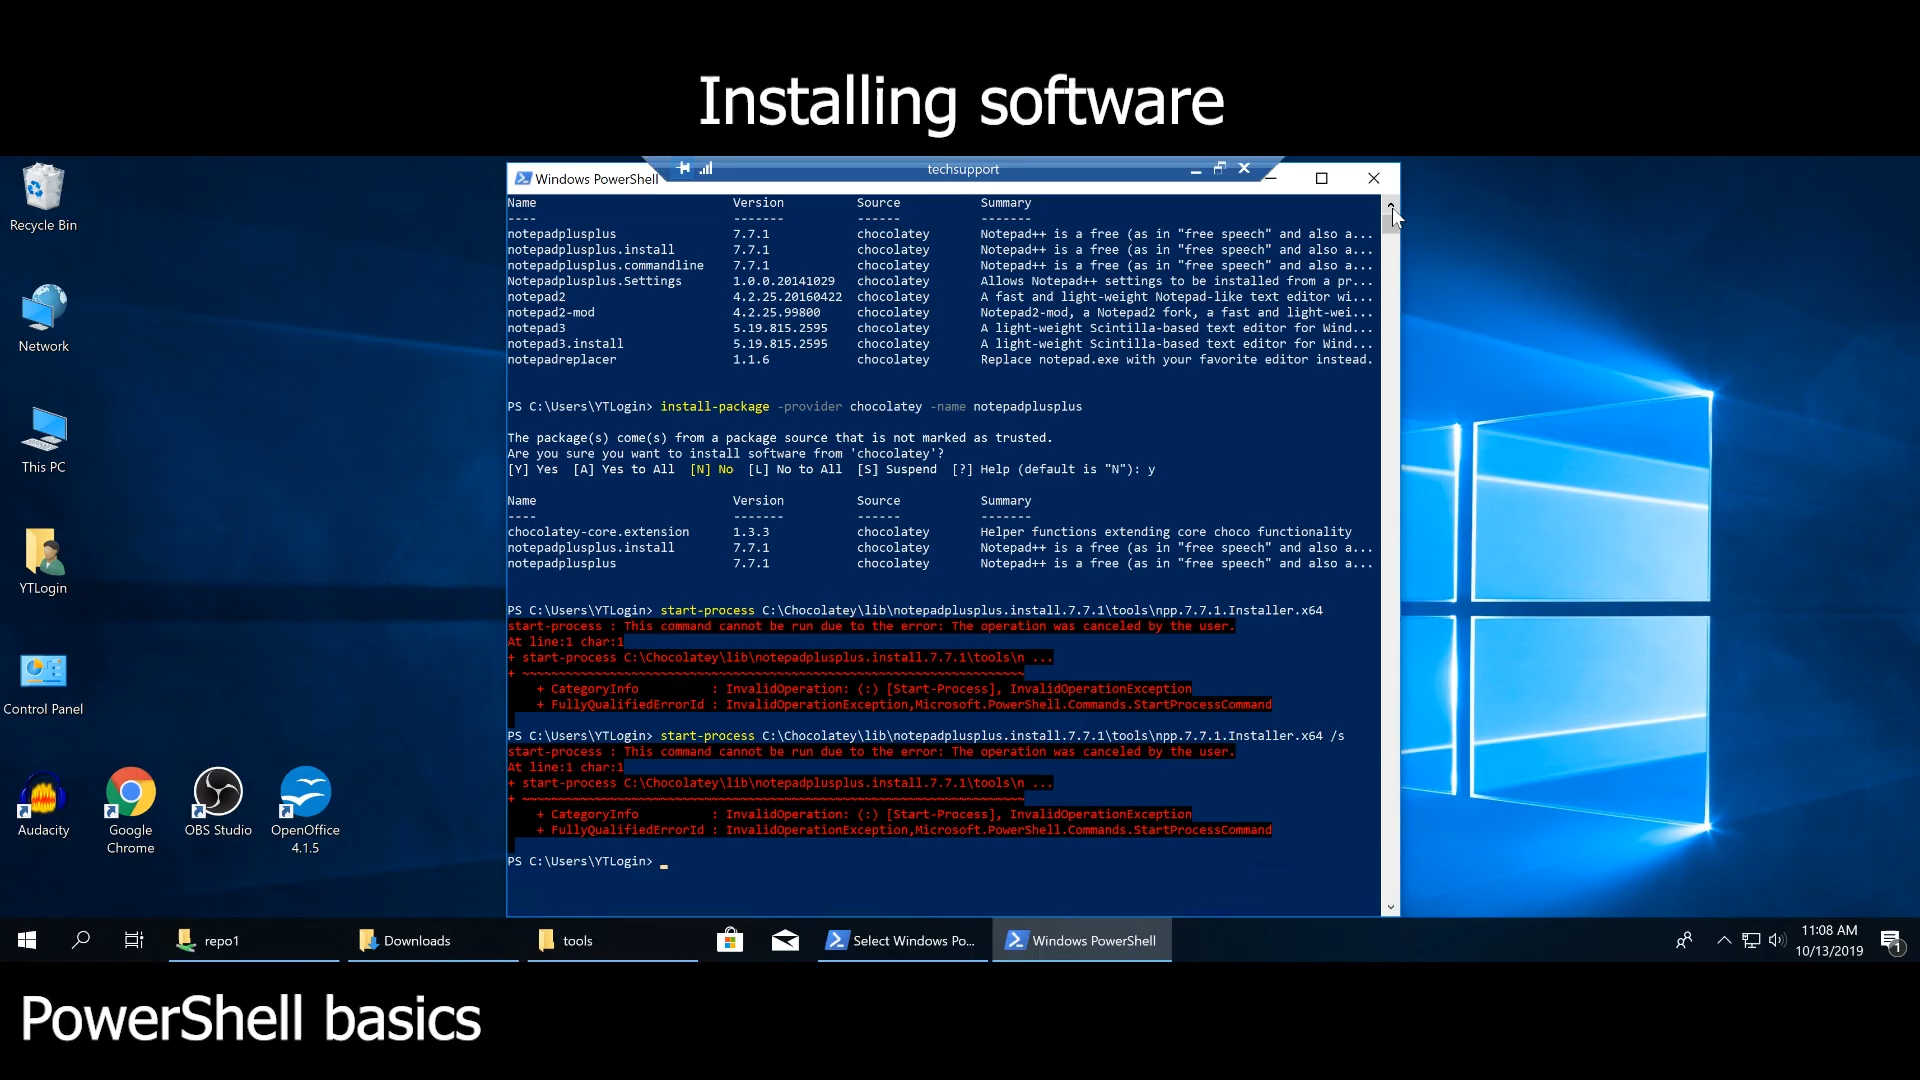 Installing software
techsupport
Windows PowerShell
Name Version Source Summary
---- ------- ------ -------
notepadplusplus 7.7.1 chocolatey Notepad++ is a free (as in "free speech" and also a...
notepadplusplus.install 7.7.1 chocolatey Notepad++ is a free (as in "free speech" and also a...
notepadplusplus.commandline 7.7.1 chocolatey Notepad++ is a free (as in "free speech" and also a...
Notepadplusplus.Settings 1.0.0.20141029 chocolatey Allows Notepad++ settings to be installed from a pr...
notepad2 4.2.25.20160422 chocolatey A fast and light-weight Notepad-like text editor wi...
notepad2-mod 4.2.25.99800 chocolatey Notepad2-mod, a Notepad2 fork, a fast and light-wei...
notepad3 5.19.815.2595 chocolatey A light-weight Scintilla-based text editor for Wind...
notepad3.install 5.19.815.2595 chocolatey A light-weight Scintilla-based text editor for Wind...
notepadreplacer 1.1.6 chocolatey Replace notepad.exe with your favorite editor instead.
PS C:\Users\YTLogin> install-package -provider chocolatey -name notepadplusplus
The package(s) come(s) from a package source that is not marked as trusted.
Are you sure you want to install software from 'chocolatey'?
[Y] Yes [A] Yes to All [N] No [L] No to All [S] Suspend [?] Help (default is "N"): y
Name Version Source Summary
---- ------- ------ -------
chocolatey-core.extension 1.3.3 chocolatey Helper functions extending core choco functionality
notepadplusplus.install 7.7.1 chocolatey Notepad++ is a free (as in "free speech" and also a...
notepadplusplus 7.7.1 chocolatey Notepad++ is a free (as in "free speech" and also a...
PS C:\Users\YTLogin> start-process C:\Chocolatey\lib\notepadplusplus.install.7.7.1\tools\npp.7.7.1.Installer.x64
start-process : This command cannot be run due to the error: The operation was canceled by the user.
At line:1 char:1
+ start-process C:\Chocolatey\lib\notepadplusplus.install.7.7.1\tools\n ...
+ ~~~~~~~~~~~~~~~~~~~~~~~~~~~~~~~~~~~~~~~~~~~~~~~~~~~~~~~~~~~~~~~~~~~~~
+ CategoryInfo : InvalidOperation: (:) [Start-Process], InvalidOperationException
+ FullyQualifiedErrorId : InvalidOperationException,Microsoft.PowerShell.Commands.StartProcessCommand
PS C:\Users\YTLogin> start-process C:\Chocolatey\lib\notepadplusplus.install.7.7.1\tools\npp.7.7.1.Installer.x64 /s
start-process : This command cannot be run due to the error: The operation was canceled by the user.
At line:1 char:1
+ start-process C:\Chocolatey\lib\notepadplusplus.install.7.7.1\tools\n ...
+ ~~~~~~~~~~~~~~~~~~~~~~~~~~~~~~~~~~~~~~~~~~~~~~~~~~~~~~~~~~~~~~~~~~~~~
+ CategoryInfo : InvalidOperation: (:) [Start-Process], InvalidOperationException
+ FullyQualifiedErrorId : InvalidOperationException,Microsoft.PowerShell.Commands.StartProcessCommand
PS C:\Users\YTLogin> _
Recycle Bin
Network
This PC
YTLogin
Control Panel
Audacity
Google
Chrome
OBS Studio
OpenOffice
4.1.5
repo1
Downloads
tools
Select Windows Po...
Windows PowerShell
11:08 AM
10/13/2019
1
PowerShell basics